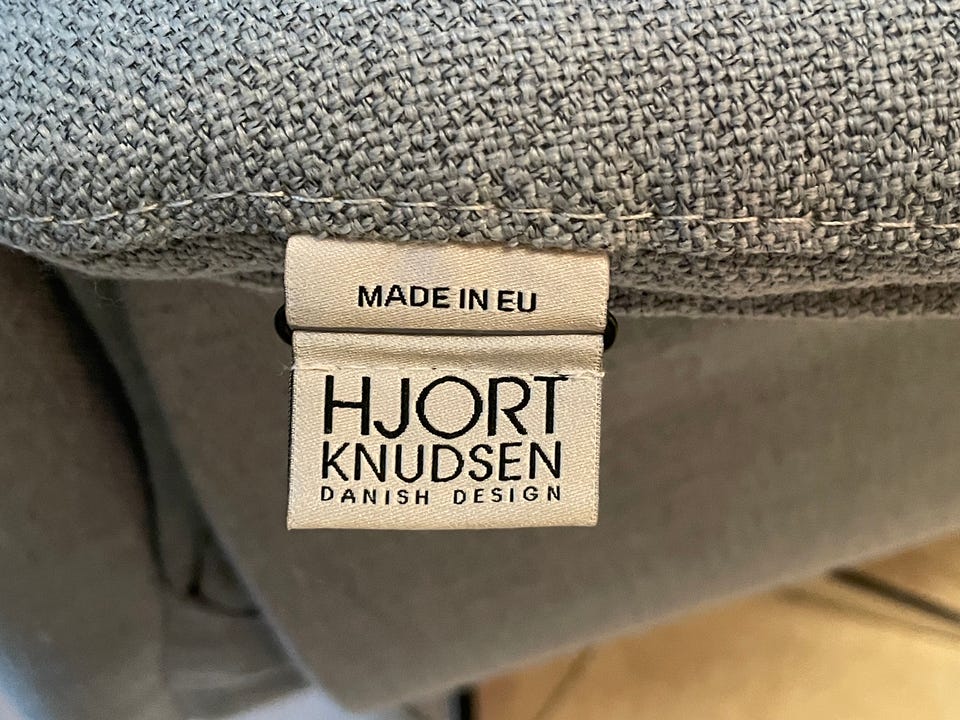 MADE IN EU
HJORT
KNUDSEN
DANISH DESIGN